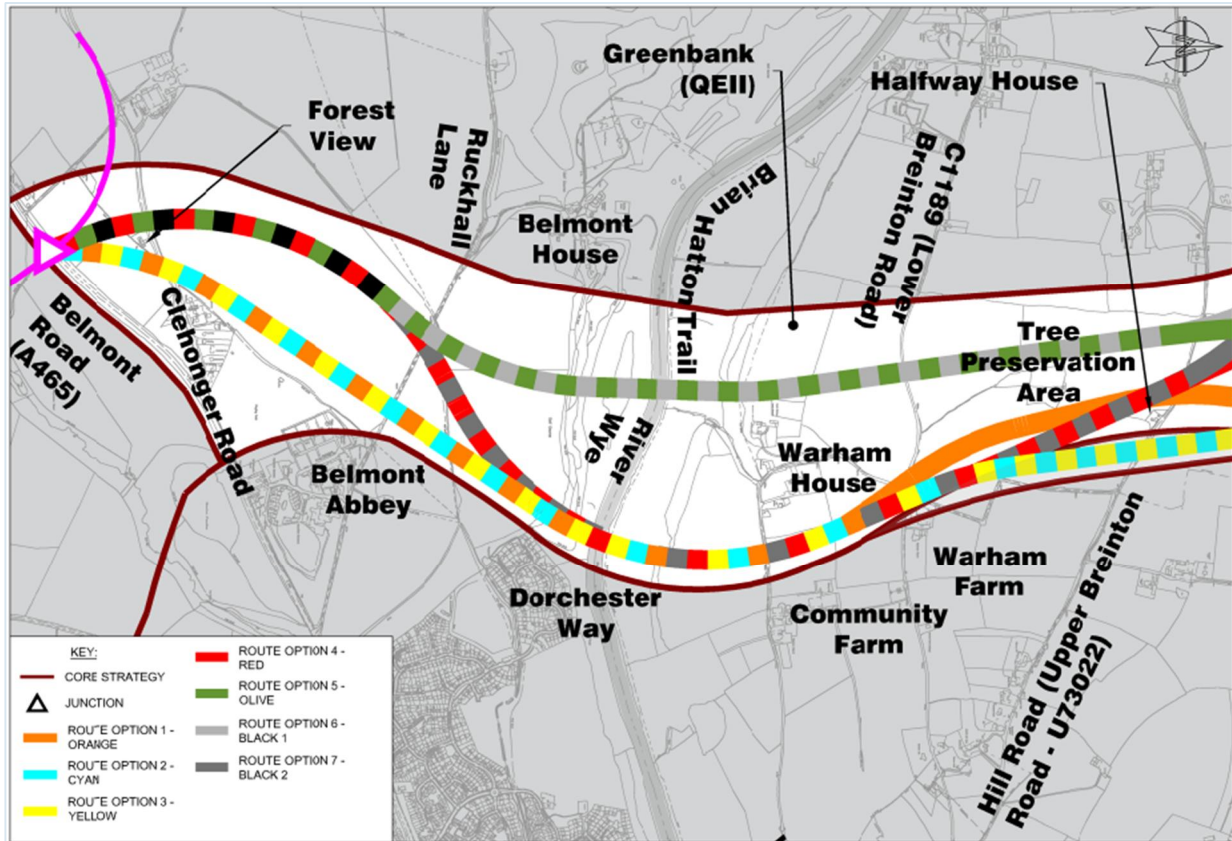 Greenbank
(QEII)
Halfway House
Forest
View
Ruckhall
Lane
Belmont
House
Brian Hatton Trail
C1189 (Lower
Breinton Road)
Belmont
Road
(A465)
Clehonger Road
Tree
Preservation
Area
River
Wye
Belmont
Abbey
Warham
House
Dorchester
Way
Community
Farm
Warham
Farm
Hill Road (Upper Breinton
Road - U73022)
KEY:
CORE STRATEGY
JUNCTION
ROUTE OPTION 1 -
ORANGE
ROUTE OPTION 2 -
CYAN
ROUTE OPTION 3 -
YELLOW
ROUTE OPTION 4 -
RED
ROUTE OPTION 5 -
OLIVE
ROUTE OPTION 6 -
BLACK 1
ROUTE OPTION 7 -
BLACK 2